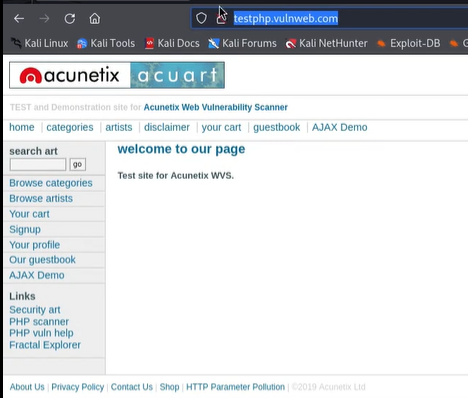 testphp.vulnweb.com
Kali Linux Kali Tools Kali Docs Kali Forums Kali NetHunter Exploit-DB
acunetix acuart
TEST and Demonstration site for Acunetix Web Vulnerability Scanner
home | categories | artists | disclaimer | your cart | guestbook | AJAX Demo
search art
go
Browse categories
Browse artists
Your cart
Signup
Your profile
Our guestbook
AJAX Demo
Links
Security art
PHP scanner
PHP vuln help
Fractal Explorer
welcome to our page
Test site for Acunetix WVS.
About Us | Privacy Policy | Contact Us | Shop | HTTP Parameter Pollution | ©2019 Acunetix Ltd